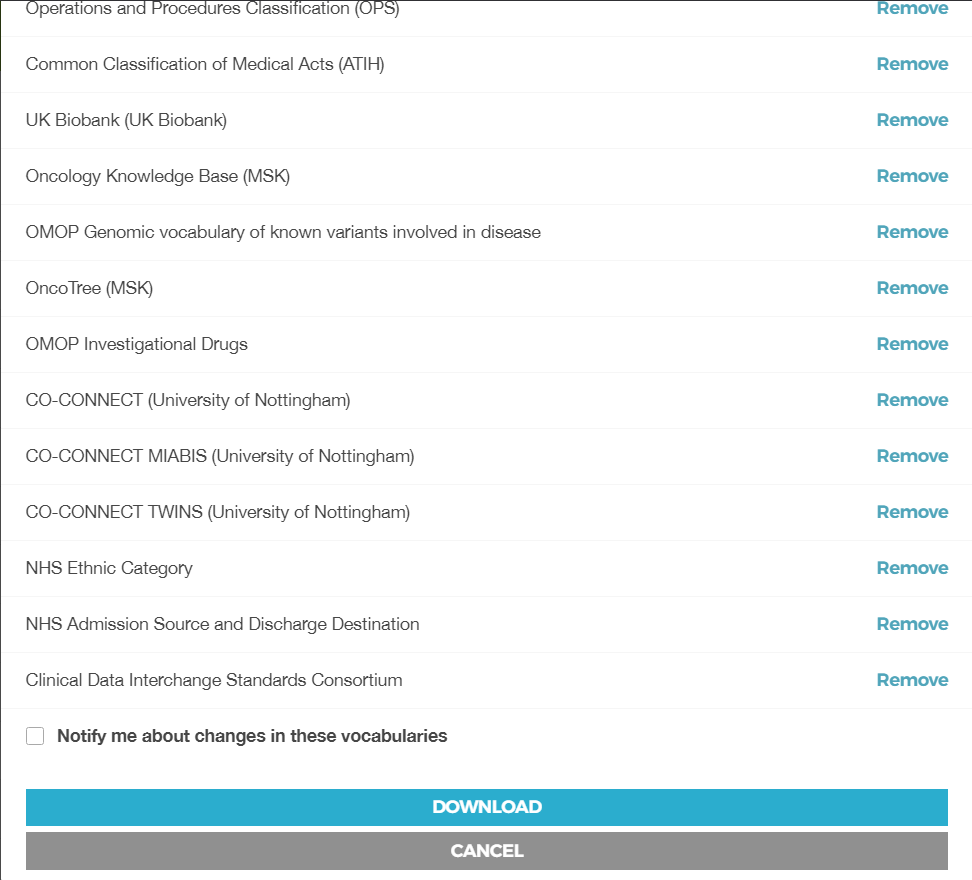 Operations and Procedures Classification (OPS) Remove
Common Classification of Medical Acts (ATIH) Remove
UK Biobank (UK Biobank) Remove
Oncology Knowledge Base (MSK) Remove
OMOP Genomic vocabulary of known variants involved in disease Remove
OncoTree (MSK) Remove
OMOP Investigational Drugs Remove
CO-CONNECT (University of Nottingham) Remove
CO-CONNECT MIABIS (University of Nottingham) Remove
CO-CONNECT TWINS (University of Nottingham) Remove
NHS Ethnic Category Remove
NHS Admission Source and Discharge Destination Remove
Clinical Data Interchange Standards Consortium Remove
Notify me about changes in these vocabularies
DOWNLOAD
CANCEL